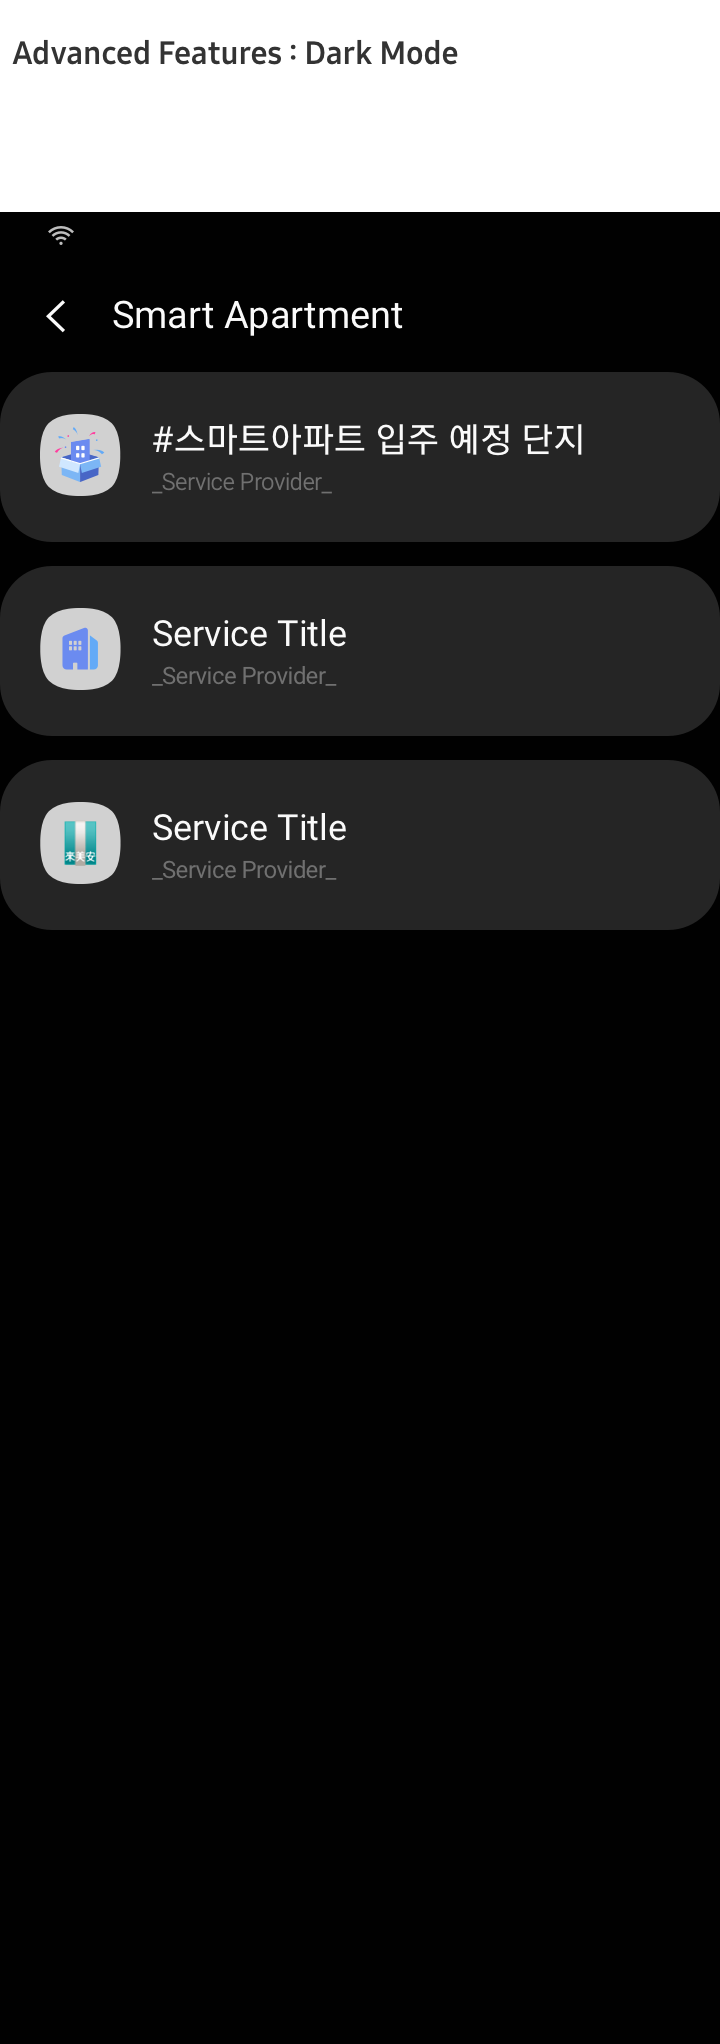 Advanced Features : Dark Mode
Smart Apartment
#스마트아파트 입주 예정 단지
_Service Provider_
Service Title
_Service Provider_
Service Title
_Service Provider_
來美安